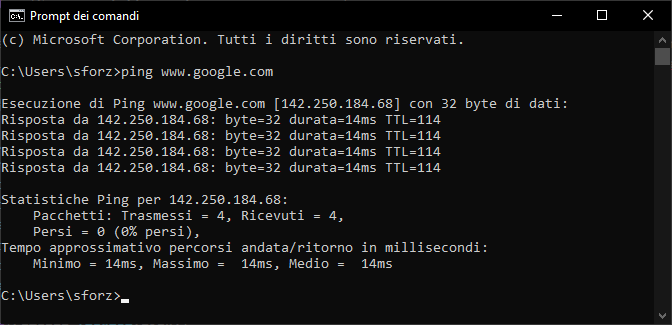 Prompt dei comandi
(c) Microsoft Corporation. Tutti i diritti sono riservati.
C:\Users\sforz>ping www.google.com
Esecuzione di Ping www.google.com [142.250.184.68] con 32 byte di dati:
Risposta da 142.250.184.68: byte=32 durata=14ms TTL=114
Risposta da 142.250.184.68: byte=32 durata=14ms TTL=114
Risposta da 142.250.184.68: byte=32 durata=14ms TTL=114
Risposta da 142.250.184.68: byte=32 durata=14ms TTL=114
Statistiche Ping per 142.250.184.68:
    Pacchetti: Trasmessi = 4, Ricevuti = 4,
    Persi = 0 (0% persi),
Tempo approssimativo percorsi andata/ritorno in millisecondi:
    Minimo = 14ms, Massimo =  14ms, Medio =  14ms
C:\Users\sforz>